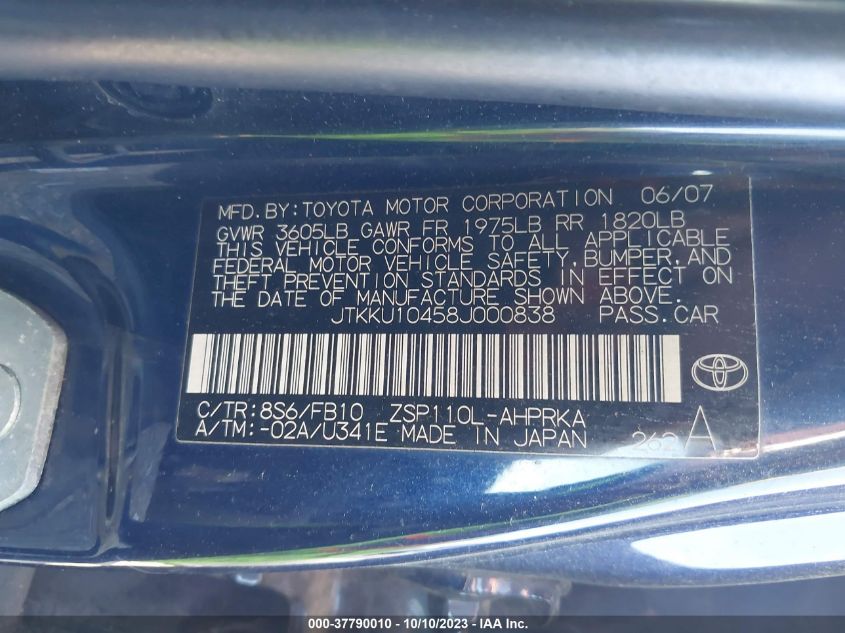 MFD.BY:TOYOTA MOTOR CORPORATION 06/07
GVWR 3605LB GAWR FR 1975LB RR 1820LB
THIS VEHICLE CONFORMS TO ALL APPLICABLE
FEDERAL MOTOR VEHICLE SAFETY,BUMPER,AND
THEFT PREVENTION STANDARDS IN EFFECT ON
THE DATE OF MANUFACTURE SHOWN ABOVE.
JTKKU10458J000838 PASS.CAR
C/TR:8S6/FB10 ZSP110L-AHPRKA
A/TM:-02A/U341E MADE IN JAPAN 262 A
000-37790010 - 10/10/2023 - IAA Inc.